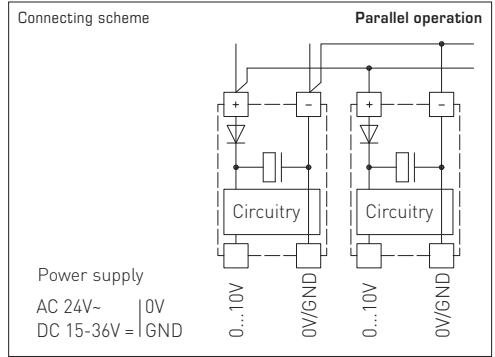 Connecting scheme Parallel operation
+ − + −
Circuitry Circuitry
Power supply
AC 24V~ 0V
DC 15-36V = GND
0...10V
0V/GND
0...10V
0V/GND